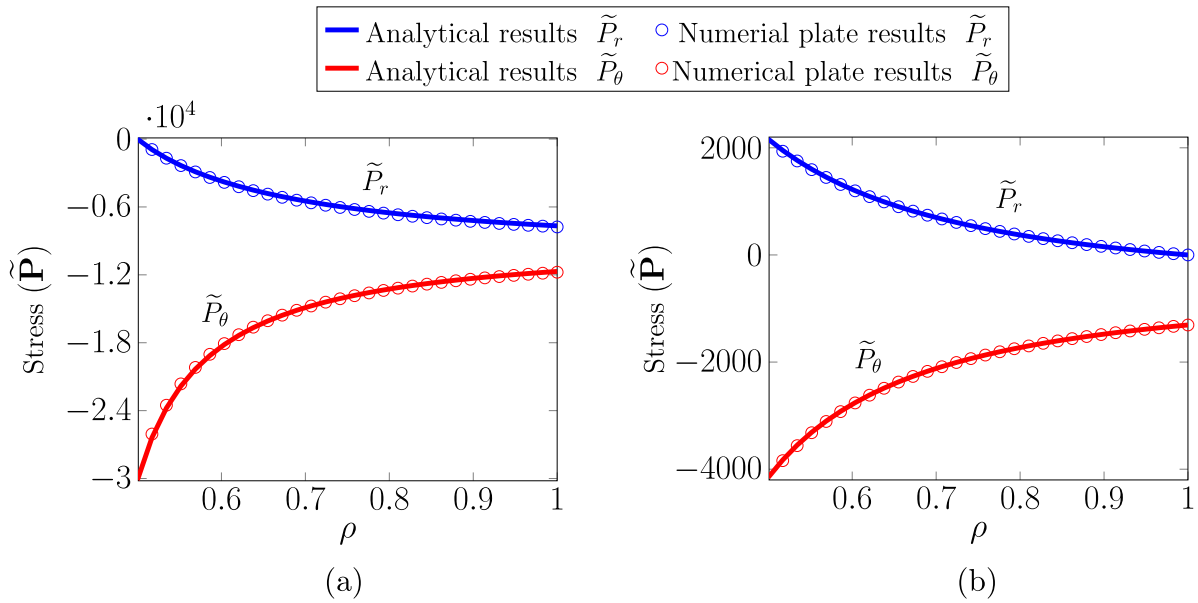 Analytical results P̃r Numerial plate results P̃r
Analytical results P̃θ Numerical plate results P̃θ
·10⁴
0
−0.6
−1.2
−1.8
−2.4
−3
Stress (P̃)
P̃r
P̃θ
0.6 0.7 0.8 0.9 1
ρ
(a)
2000
0
−2000
−4000
Stress (P̃)
P̃r
P̃θ
0.6 0.7 0.8 0.9 1
ρ
(b)